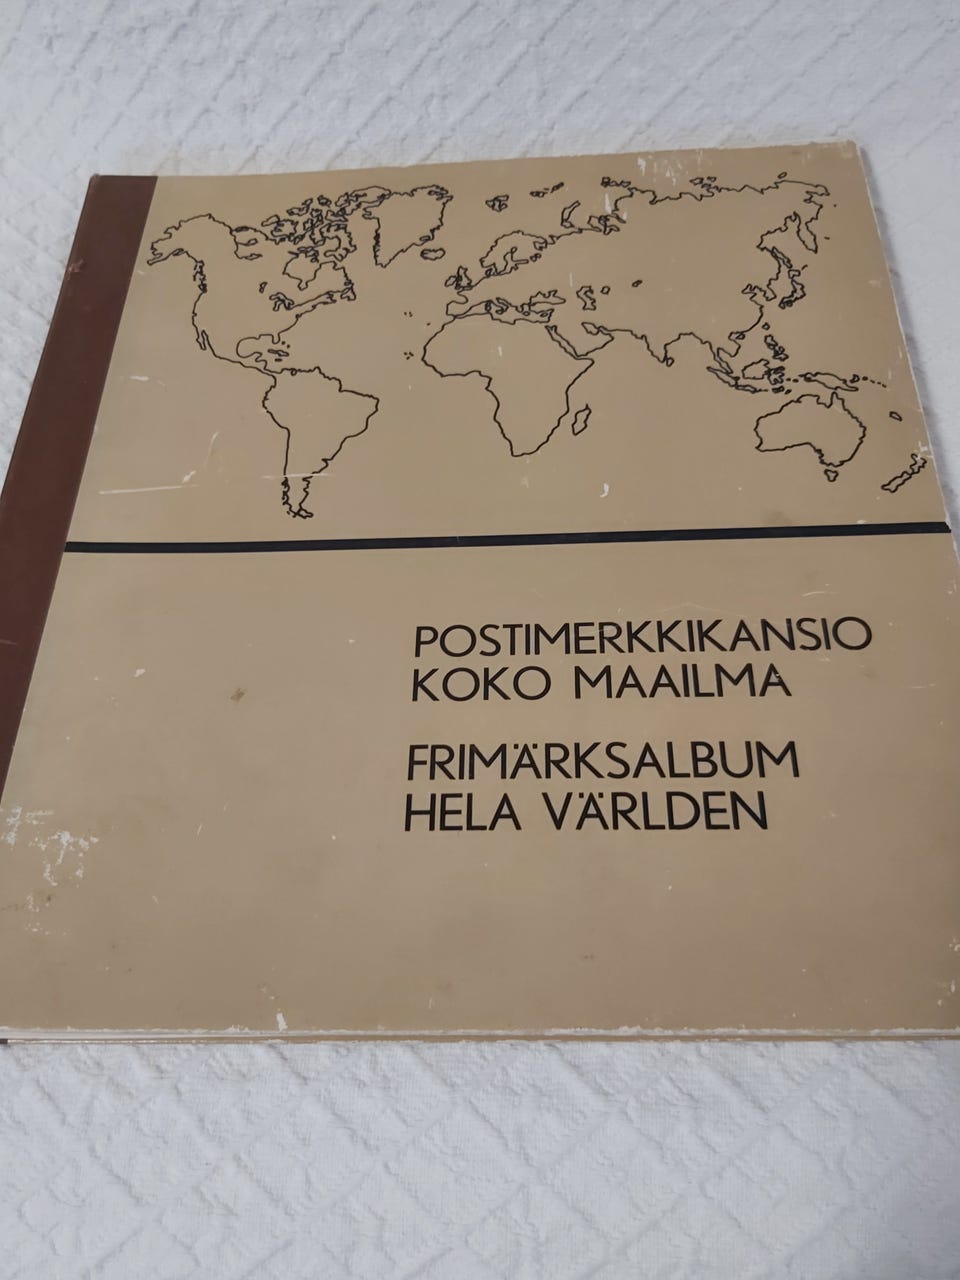 POSTIMERKKIKANSIO
KOKO MAAILMA
FRIMÄRKSALBUM
HELA VÄRLDEN